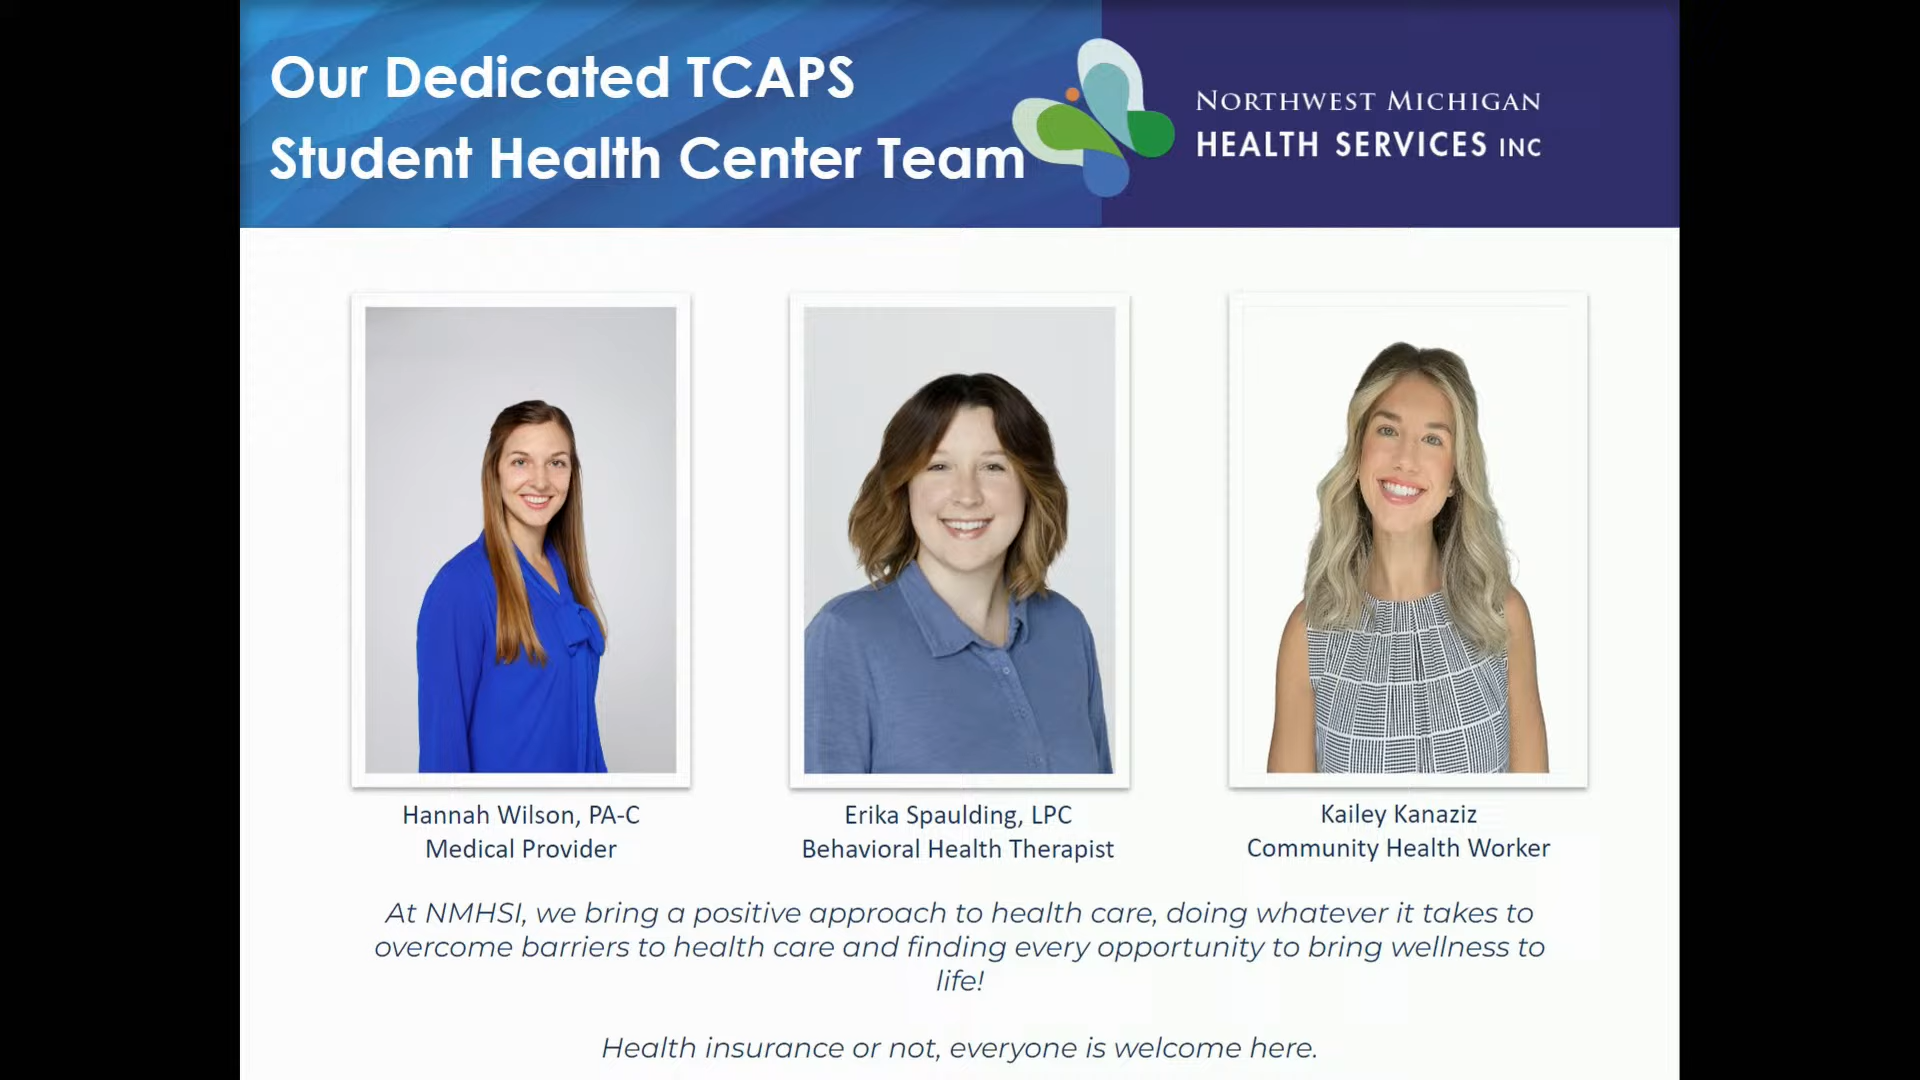 Our Dedicated TCAPS
Student Health Center Team
NORTHWEST MICHIGAN
HEALTH SERVICES INC
Hannah Wilson, PA-C
Medical Provider
Erika Spaulding, LPC
Behavioral Health Therapist
Kailey Kanaziz
Community Health Worker
At NMHSI, we bring a positive approach to health care, doing whatever it takes to
overcome barriers to health care and finding every opportunity to bring wellness to
life!
Health insurance or not, everyone is welcome here.